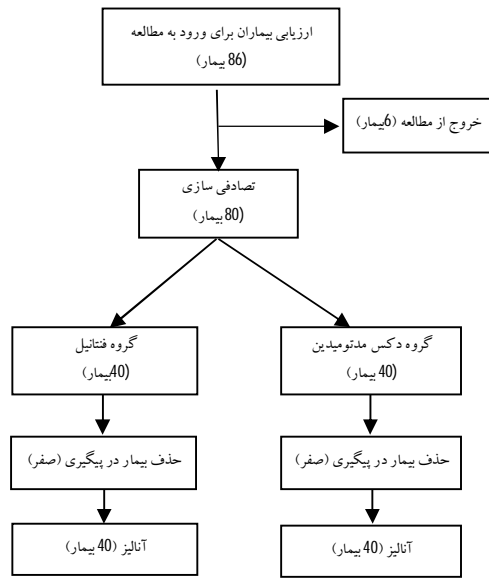 ارزیابی بیماران برای ورود به مطالعه
(86 بیمار)
خروج از مطالعه (6بیمار)
تصادفی سازی
(80 بیمار)
گروه دکس مدتومیدین
(40 بیمار)
گروه فنتانیل
(40بیمار)
حذف بیمار در پیگیری (صفر)
حذف بیمار در پیگیری (صفر)
آنالیز (40 بیمار)
آنالیز (40 بیمار)